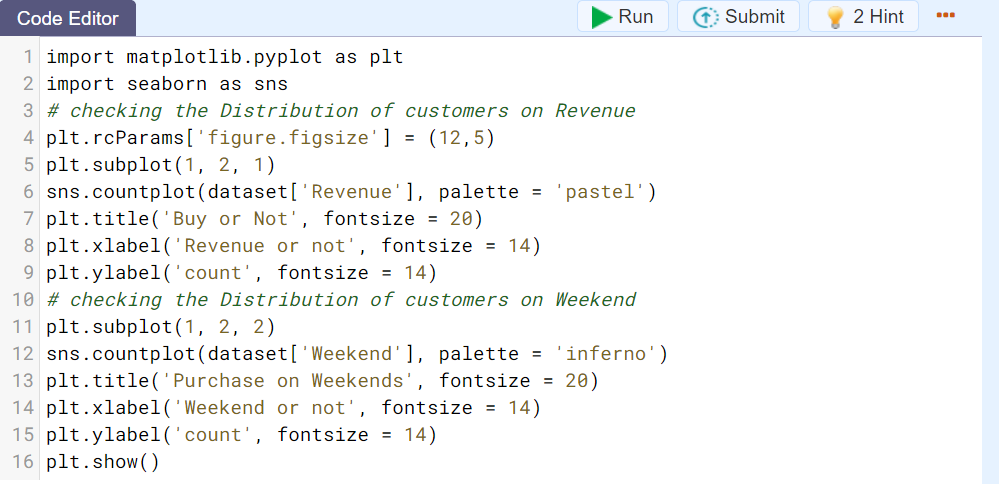 Code Editor
Run
Submit
2 Hint
1 import matplotlib.pyplot as plt
2 import seaborn as sns
3 # checking the Distribution of customers on Revenue
4 plt.rcParams['figure.figsize'] = (12,5)
5 plt.subplot(1, 2, 1)
6 sns.countplot(dataset['Revenue'], palette = 'pastel')
7 plt.title('Buy or Not', fontsize = 20)
8 plt.xlabel('Revenue or not', fontsize = 14)
9 plt.ylabel('count', fontsize = 14)
10 # checking the Distribution of customers on Weekend
11 plt.subplot(1, 2, 2)
12 sns.countplot(dataset['Weekend'], palette = 'inferno')
13 plt.title('Purchase on Weekends', fontsize = 20)
14 plt.xlabel('Weekend or not', fontsize = 14)
15 plt.ylabel('count', fontsize = 14)
16 plt.show()